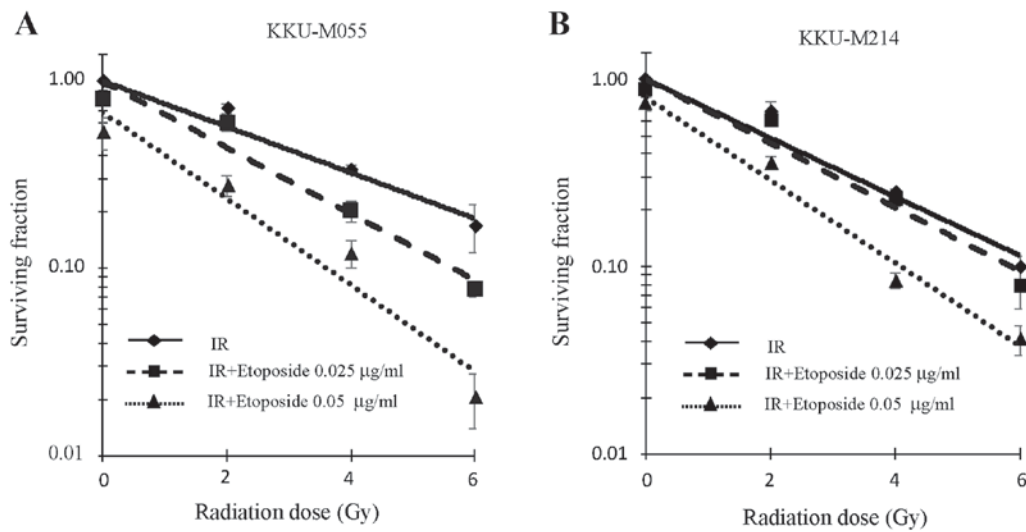 A
KKU-M055
1.00
0.10
0.01
Surviving fraction
IR
IR+Etoposide 0.025 μg/ml
IR+Etoposide 0.05 μg/ml
0 2 4 6
Radiation dose (Gy)
B
KKU-M214
1.00
0.10
0.01
Surviving fraction
IR
IR+Etoposide 0.025 μg/ml
IR+Etoposide 0.05 μg/ml
0 2 4 6
Radiation dose (Gy)